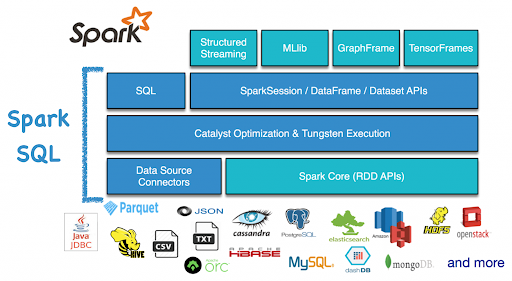 Spark
Structured
Streaming
MLlib
GraphFrame
TensorFrames
Spark
SQL
SQL
SparkSession / DataFrame / Dataset APIs
Catalyst Optimization & Tungsten Execution
Data Source
Connectors
Spark Core (RDD APIs)
Parquet
JSON
Java
JDBC
HIVE
CSV
TXT
cassandra
PostgreSQL
elasticsearch
Amazon
HDFS
openstack
APACHE
orc
APACHE
HBASE
MySQL
dashDB
mongoDB
and more